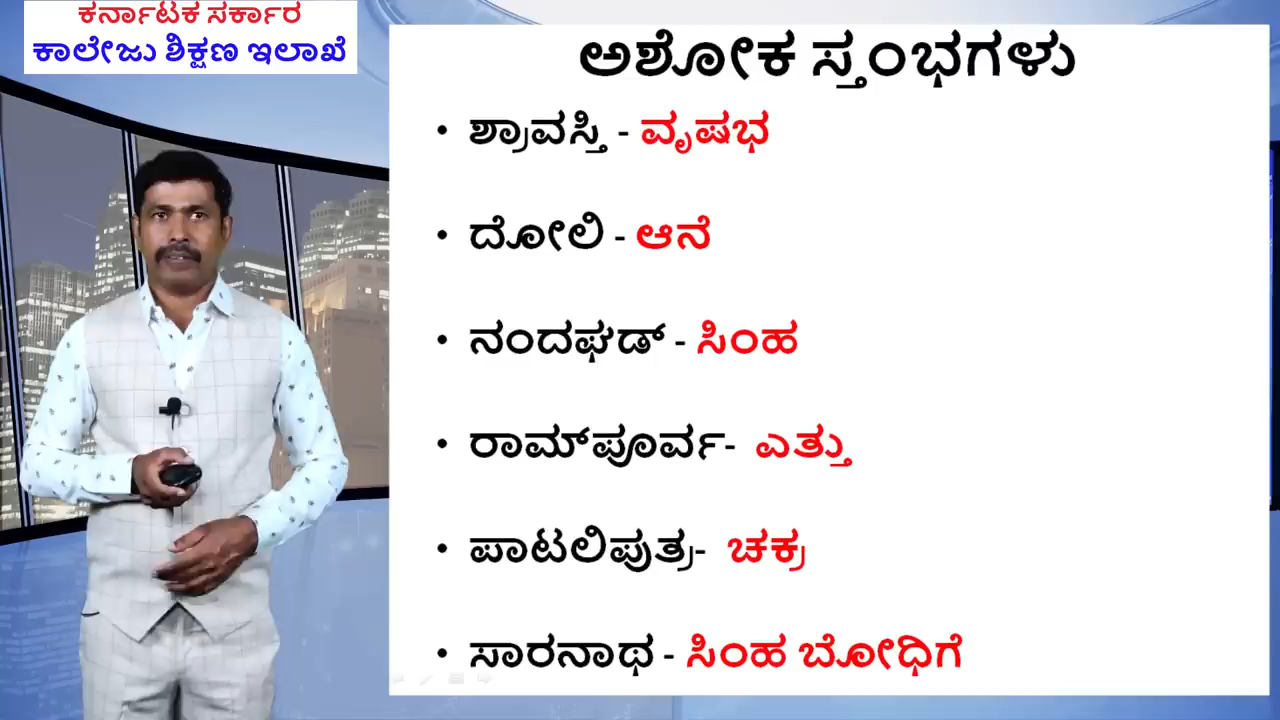 ಕರ್ನಾಟಕ ಸರ್ಕಾರ
ಕಾಲೇಜು ಶಿಕ್ಷಣ ಇಲಾಖೆ
ಅಶೋಕ ಸ್ತಂಭಗಳು
• ಶ್ರಾವಸ್ತಿ - ವೃಷಭ
• ದೋಲಿ - ಆನೆ
• ನಂದಘಡ್ - ಸಿಂಹ
• ರಾಮ್‌ಪೂರ್ವ- ಎತ್ತು
• ಪಾಟಲಿಪುತ್ರ- ಚಕ್ರ
• ಸಾರನಾಥ - ಸಿಂಹ ಬೋಧಿಗೆ